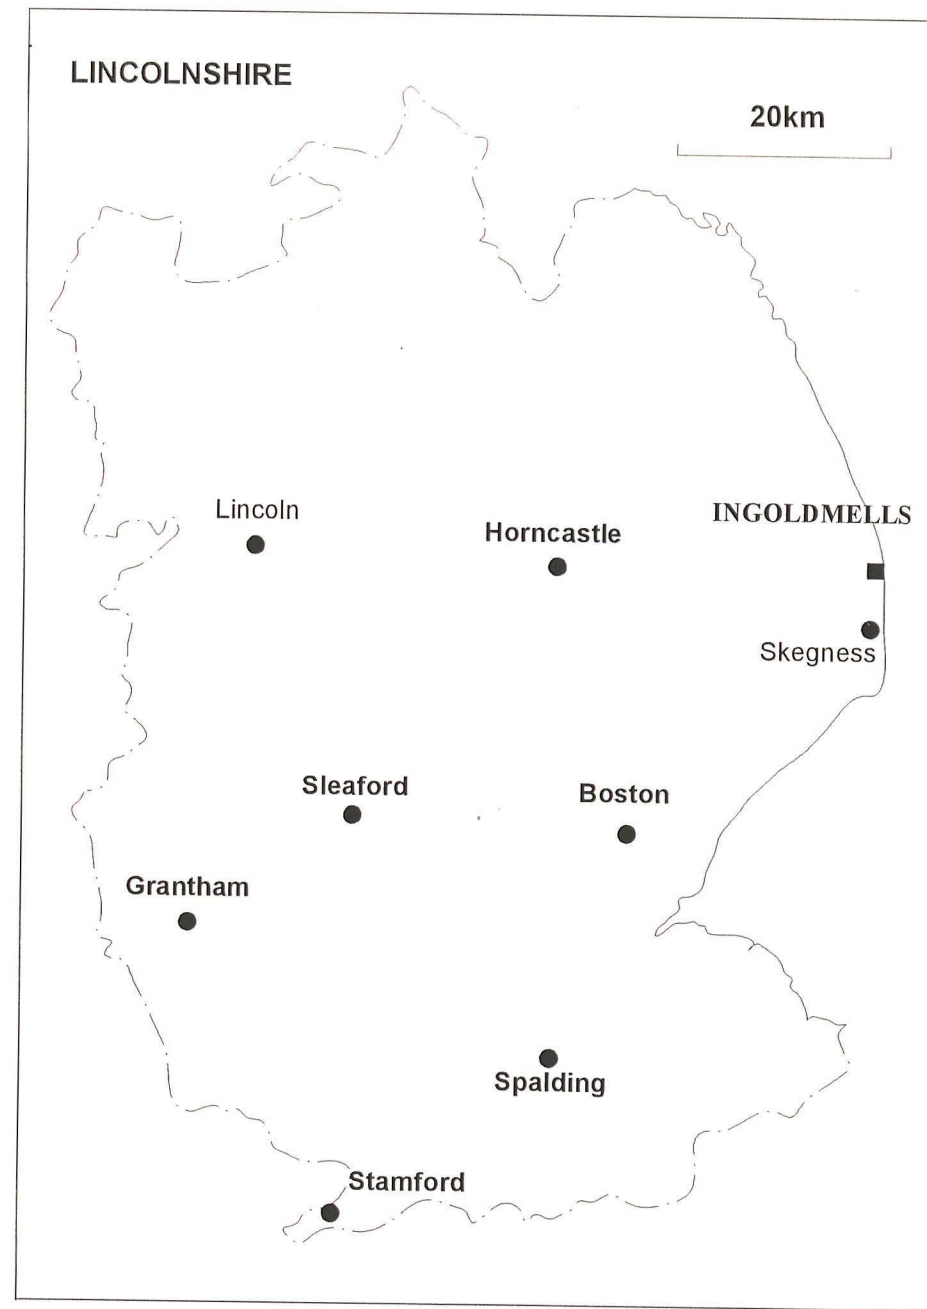 LINCOLNSHIRE
20km
Lincoln
Horncastle
INGOLDMELLS
Skegness
Sleaford
Boston
Grantham
Spalding
Stamford